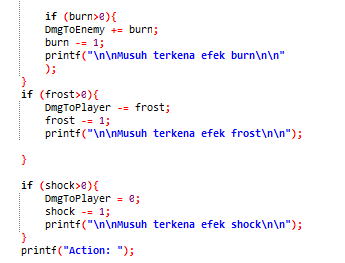 if (burn>0){
DmgToEnemy += burn;
burn -= 1;
printf("\n\nMusuh terkena efek burn\n\n"
);
}
if (frost>0){
DmgToPlayer -= frost;
frost -= 1;
printf("\n\nMusuh terkena efek frost\n\n");
}
if (shock>0){
DmgToPlayer = 0;
shock -= 1;
printf("\n\nMusuh terkena efek shock\n\n");
}
printf("Action: ");